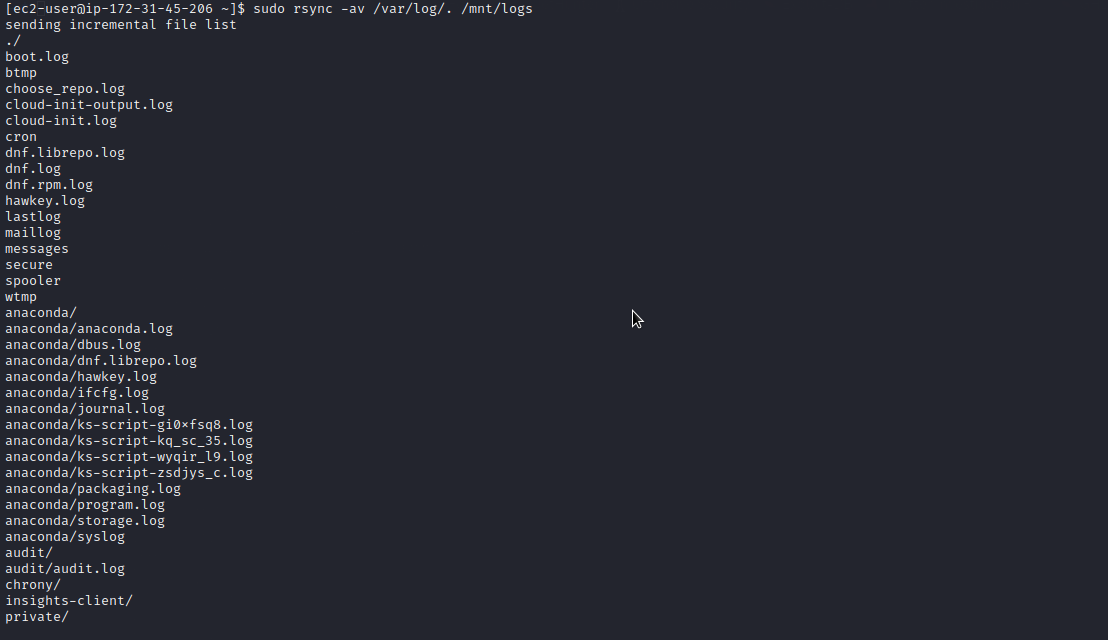 [ec2-user@ip-172-31-45-206 ~]$ sudo rsync -av /var/log/. /mnt/logs
sending incremental file list
./
boot.log
btmp
choose_repo.log
cloud-init-output.log
cloud-init.log
cron
dnf.librepo.log
dnf.log
dnf.rpm.log
hawkey.log
lastlog
maillog
messages
secure
spooler
wtmp
anaconda/
anaconda/anaconda.log
anaconda/dbus.log
anaconda/dnf.librepo.log
anaconda/hawkey.log
anaconda/ifcfg.log
anaconda/journal.log
anaconda/ks-script-gi0×fsq8.log
anaconda/ks-script-kq_sc_35.log
anaconda/ks-script-wyqir_l9.log
anaconda/ks-script-zsdjys_c.log
anaconda/packaging.log
anaconda/program.log
anaconda/storage.log
anaconda/syslog
audit/
audit/audit.log
chrony/
insights-client/
private/